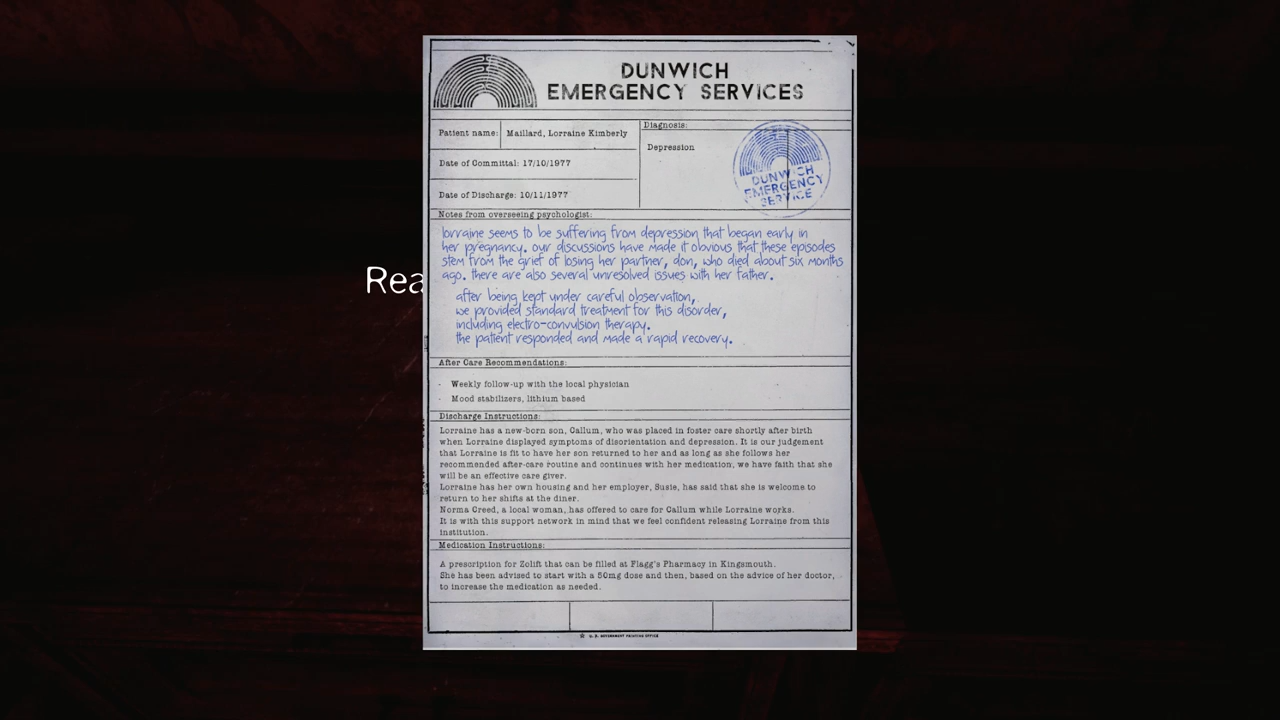 DUNWICH
EMERGENCY SERVICES
Patient name:
Maillard, Lorraine Kimberly
Date of Committal: 17/10/1977
Date of Discharge: 10/11/1977
Diagnosis:
Depression
DUNWICH
EMERGENCY
SERVICE
Notes from overseeing psychologist:
lorraine seems to be suffering from depression that began early in
her pregnancy. our discussions have made it obvious that these episodes
stem from the grief of losing her partner, don, who died about six months
ago. there are also several unresolved issues with her father.
Rea
after being kept under careful observation,
we provided standard treatment for this disorder,
including electro-convulsion therapy.
the patient responded and made a rapid recovery.
After Care Recommendations:
- Weekly follow-up with the local physician
- Mood stabilizers, lithium based
Discharge Instructions:
Lorraine has a new-born son, Callum, who was placed in foster care shortly after birth
when Lorraine displayed symptoms of disorientation and depression. It is our judgement
that Lorraine is fit to have her son returned to her and as long as she follows her
recommended after-care routine and continues with her medication, we have faith that she
will be an effective care giver.
Lorraine has her own housing and her employer, Susie, has said that she is welcome to
return to her shifts at the diner.
Norma Creed, a local woman, has offered to care for Callum while Lorraine works.
It is with this support network in mind that we feel confident releasing Lorraine from this
institution.
Medication Instructions:
A prescription for Zolift that can be filled at Flagg's Pharmacy in Kingsmouth.
She has been advised to start with a 50mg dose and then, based on the advice of her doctor,
to increase the medication as needed.
U. S. GOVERNMENT PRINTING OFFICE